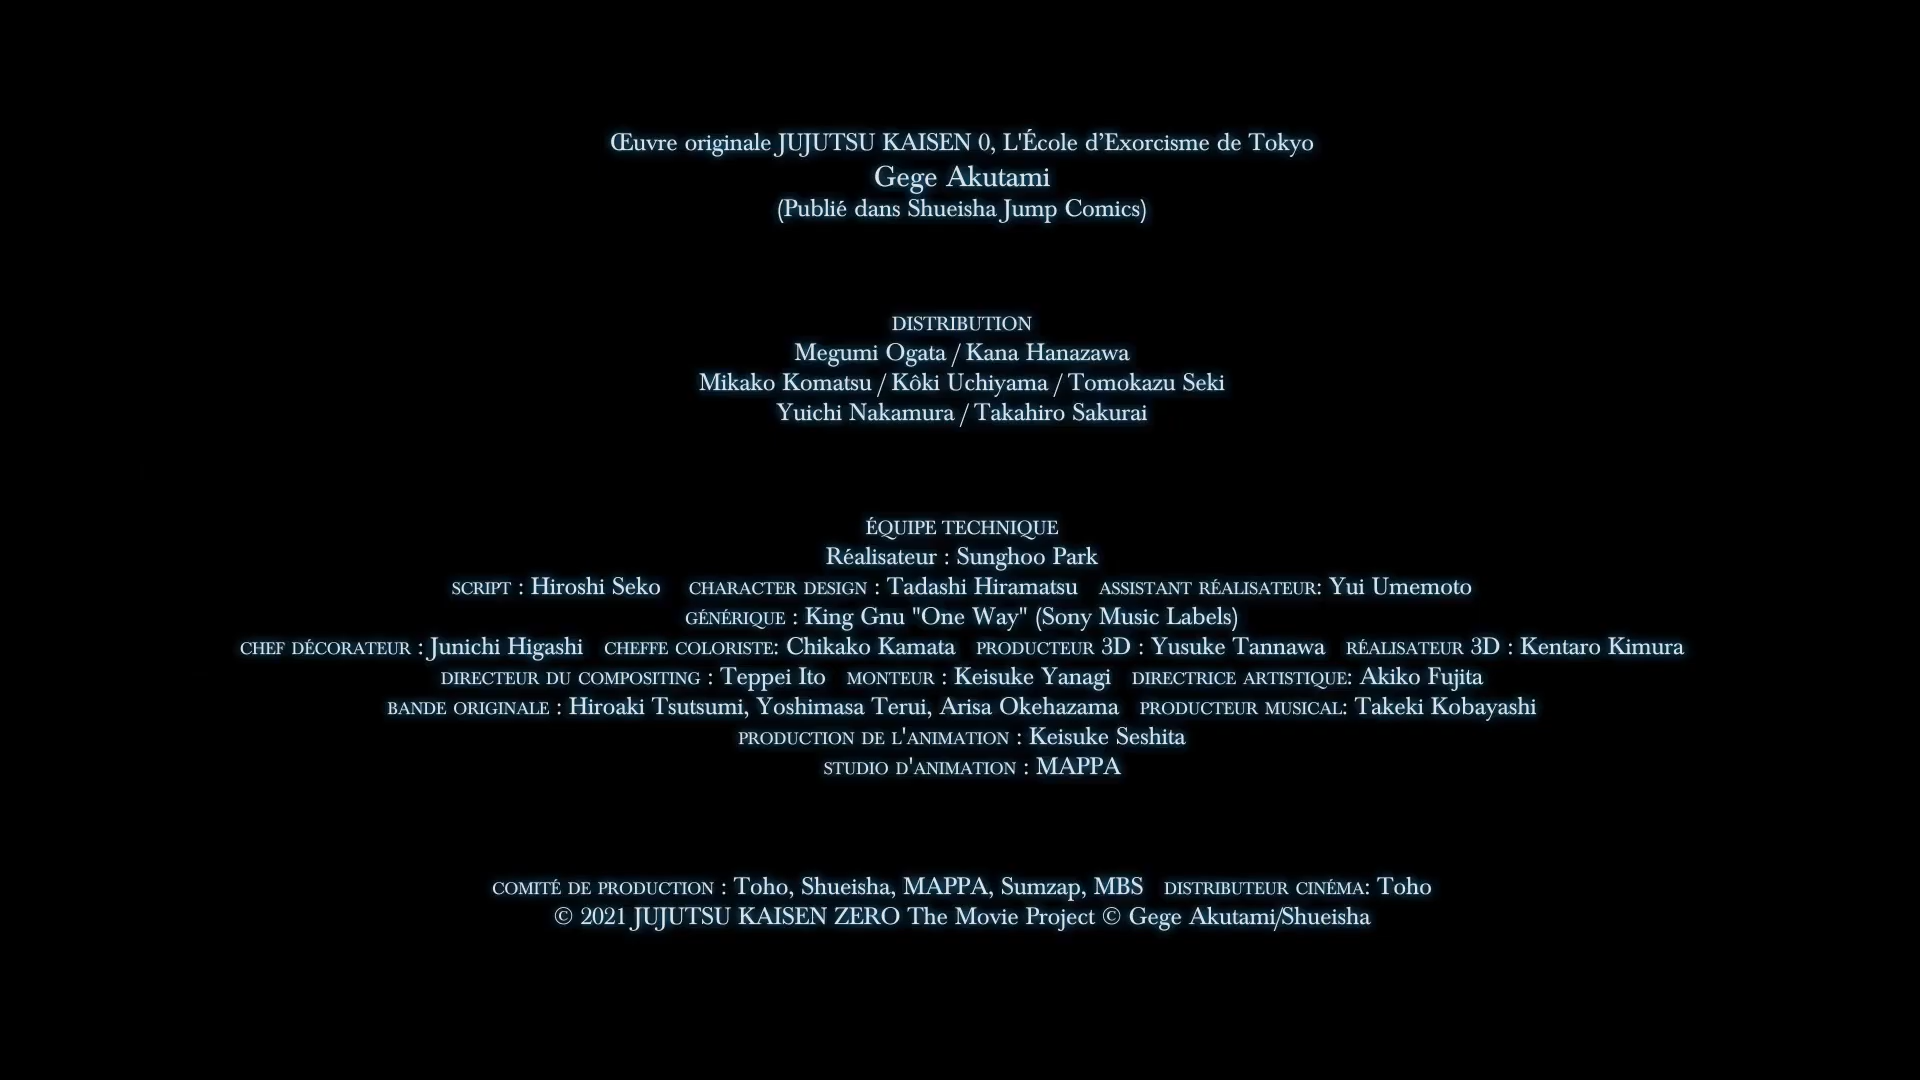 Œuvre originale JUJUTSU KAISEN 0, L'École d’Exorcisme de Tokyo
Gege Akutami
(Publié dans Shueisha Jump Comics)
DISTRIBUTION
Megumi Ogata / Kana Hanazawa
Mikako Komatsu / Kôki Uchiyama / Tomokazu Seki
Yuichi Nakamura / Takahiro Sakurai
ÉQUIPE TECHNIQUE
Réalisateur : Sunghoo Park
SCRIPT : Hiroshi Seko CHARACTER DESIGN : Tadashi Hiramatsu ASSISTANT RÉALISATEUR: Yui Umemoto
GÉNÉRIQUE : King Gnu "One Way" (Sony Music Labels)
CHEF DÉCORATEUR : Junichi Higashi CHEFFE COLORISTE: Chikako Kamata PRODUCTEUR 3D : Yusuke Tannawa RÉALISATEUR 3D : Kentaro Kimura
DIRECTEUR DU COMPOSITING : Teppei Ito MONTEUR : Keisuke Yanagi DIRECTRICE ARTISTIQUE: Akiko Fujita
BANDE ORIGINALE : Hiroaki Tsutsumi, Yoshimasa Terui, Arisa Okehazama PRODUCTEUR MUSICAL: Takeki Kobayashi
PRODUCTION DE L'ANIMATION : Keisuke Seshita
STUDIO D'ANIMATION : MAPPA
COMITÉ DE PRODUCTION : Toho, Shueisha, MAPPA, Sumzap, MBS DISTRIBUTEUR CINÉMA: Toho
© 2021 JUJUTSU KAISEN ZERO The Movie Project © Gege Akutami/Shueisha